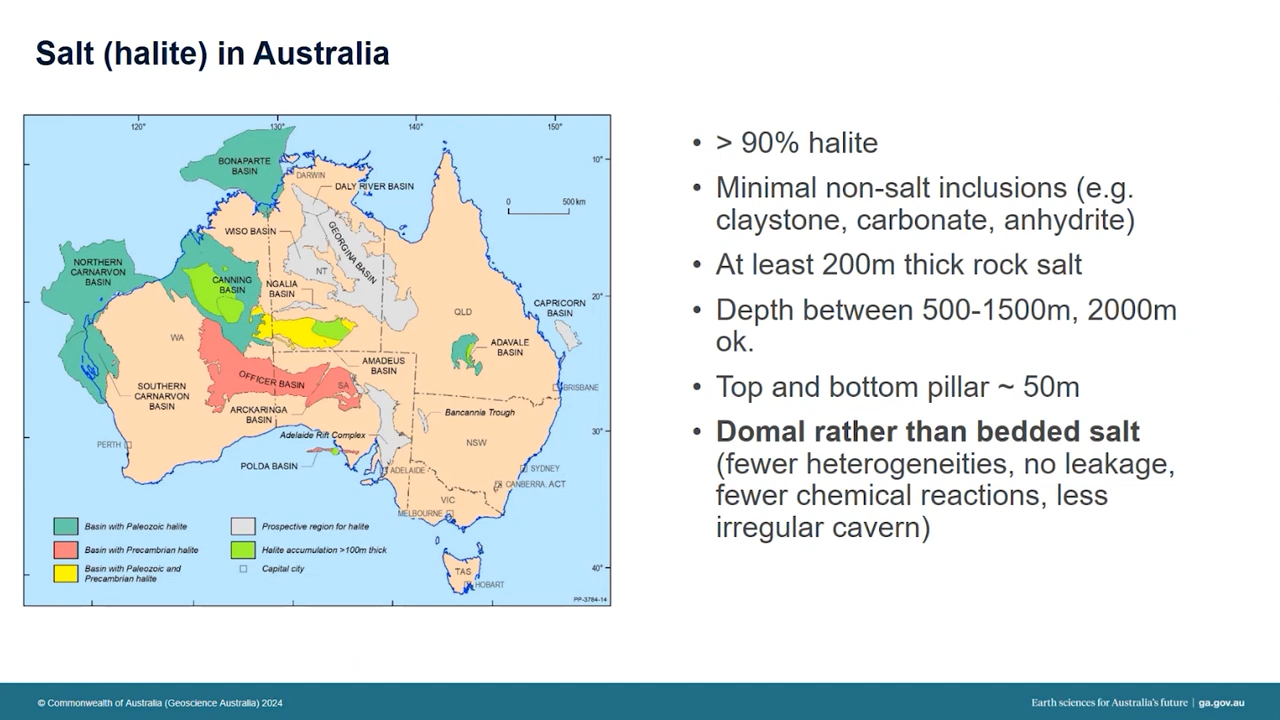 Salt (halite) in Australia
120°
130°
140°
150°
10°
20°
30°
40°
BONAPARTE
BASIN
DARWIN
DALY RIVER BASIN
0
500 km
WISO BASIN
GEORGINA BASIN
NORTHERN
CARNARVON
BASIN
CANNING
BASIN
NT
NGALIA
BASIN
CAPRICORN
BASIN
QLD
WA
ADAVALE
BASIN
AMADEUS
BASIN
OFFICER BASIN
SA
BRISBANE
SOUTHERN
CARNARVON
BASIN
ARCKARINGA
BASIN
Bancannia Trough
Adelaide Rift Complex
NSW
PERTH
POLDA BASIN
ADELAIDE
SYDNEY
CANBERRA, ACT
VIC
MELBOURNE
TAS
HOBART
Basin with Paleozoic halite
Basin with Precambrian halite
Basin with Paleozoic and
Precambrian halite
Prospective region for halite
Halite accumulation >100m thick
Capital city
PP-3784-14
• > 90% halite
• Minimal non-salt inclusions (e.g.
claystone, carbonate, anhydrite)
• At least 200m thick rock salt
• Depth between 500-1500m, 2000m
ok.
• Top and bottom pillar ~ 50m
• Domal rather than bedded salt
(fewer heterogeneities, no leakage,
fewer chemical reactions, less
irregular cavern)
© Commonwealth of Australia (Geoscience Australia) 2024
Earth sciences for Australia's future | ga.gov.au